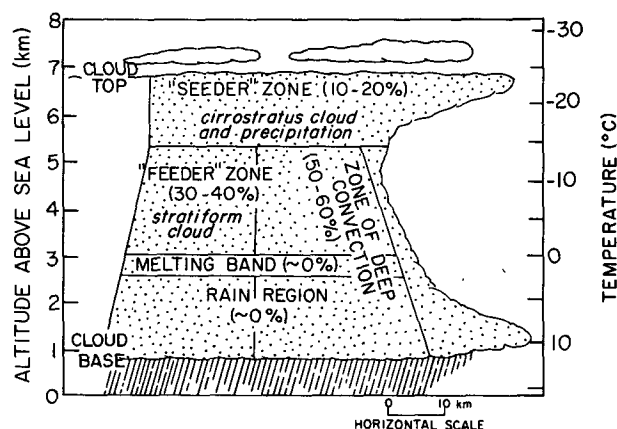 ALTITUDE ABOVE SEA LEVEL (km)
8
7
6
5
4
3
2
1
0
CLOUD
TOP
CLOUD
BASE
"SEEDER" ZONE (10-20%)
cirrostratus cloud
and precipitation
"FEEDER" ZONE
(30-40%)
stratiform
cloud
ZONE OF DEEP
CONVECTION
(50-60%)
MELTING BAND (~0%)
RAIN REGION
(~0%)
-30
-20
-10
0
10
TEMPERATURE (°C)
0 10 km
HORIZONTAL SCALE